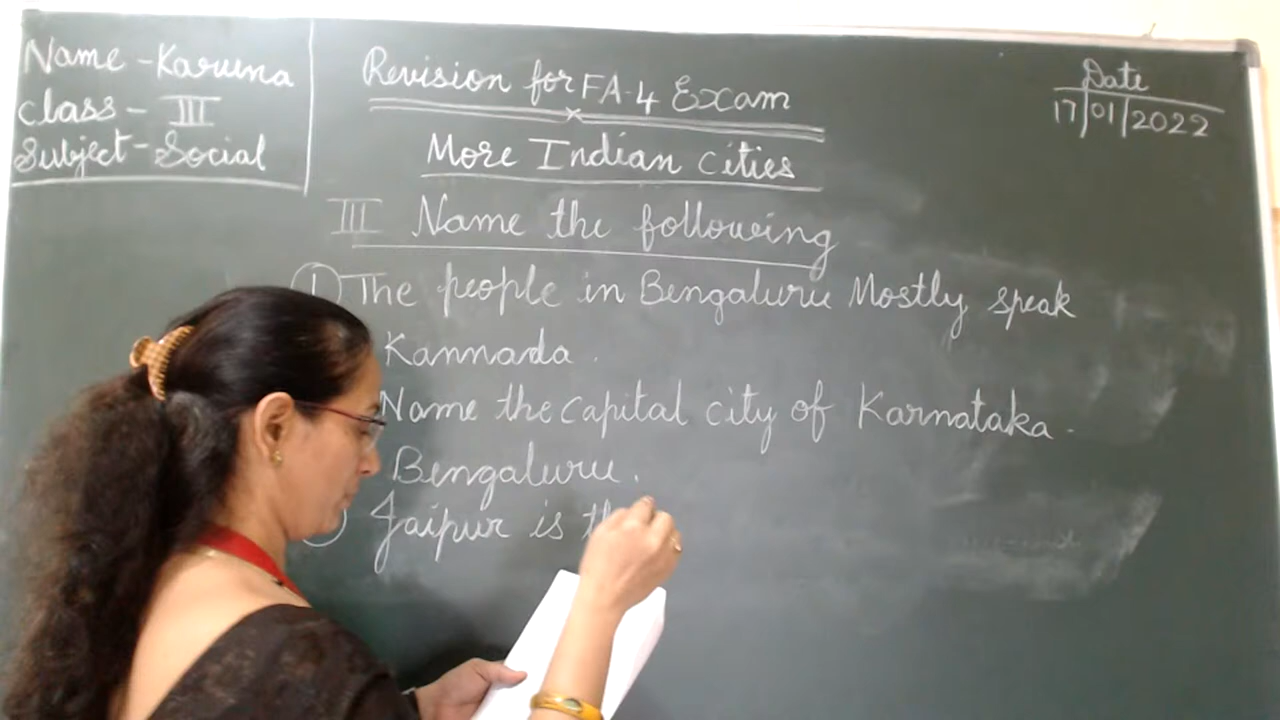 Name - Karuna
class - III
Subject - Social
Revision for FA-4 Exam
More Indian cities
Date
17/01/2022
III Name the following
1) The people in Bengaluru Mostly speak
Kannada.
Name the capital city of Karnataka.
Bengaluru.
) Jaipur is